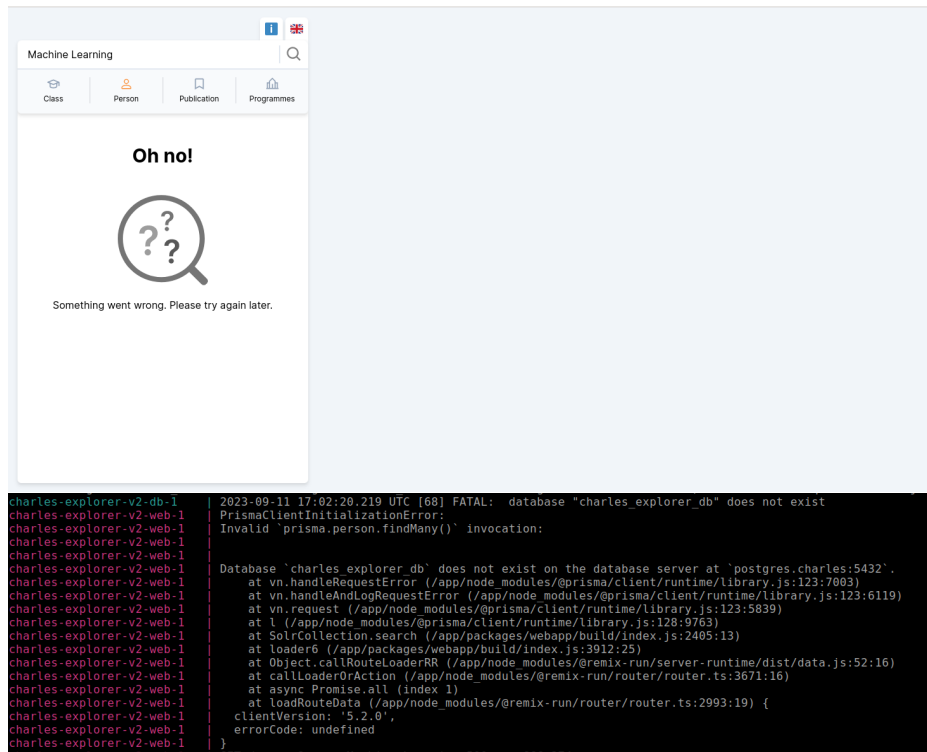 i
Machine Learning
Class Person Publication Programmes
Oh no!
? ? ?
Something went wrong. Please try again later.
charles-explorer-v2-db-1 | 2023-09-11 17:02:20.219 UTC [68] FATAL: database "charles_explorer_db" does not exist
charles-explorer-v2-web-1 | PrismaClientInitializationError:
charles-explorer-v2-web-1 | Invalid `prisma.person.findMany()` invocation:
charles-explorer-v2-web-1 |
charles-explorer-v2-web-1 |
charles-explorer-v2-web-1 | Database `charles_explorer_db` does not exist on the database server at `postgres.charles:5432`.
charles-explorer-v2-web-1 | at vn.handleRequestError (/app/node_modules/@prisma/client/runtime/library.js:123:7003)
charles-explorer-v2-web-1 | at vn.handleAndLogRequestError (/app/node_modules/@prisma/client/runtime/library.js:123:6119)
charles-explorer-v2-web-1 | at vn.request (/app/node_modules/@prisma/client/runtime/library.js:123:5839)
charles-explorer-v2-web-1 | at l (/app/node_modules/@prisma/client/runtime/library.js:128:9763)
charles-explorer-v2-web-1 | at SolrCollection.search (/app/packages/webapp/build/index.js:2405:13)
charles-explorer-v2-web-1 | at loader6 (/app/packages/webapp/build/index.js:3912:25)
charles-explorer-v2-web-1 | at Object.callRouteLoaderRR (/app/node_modules/@remix-run/server-runtime/dist/data.js:52:16)
charles-explorer-v2-web-1 | at callLoaderOrAction (/app/node_modules/@remix-run/router/router.ts:3671:16)
charles-explorer-v2-web-1 | at async Promise.all (index 1)
charles-explorer-v2-web-1 | at loadRouteData (/app/node_modules/@remix-run/router/router.ts:2993:19) {
charles-explorer-v2-web-1 | clientVersion: '5.2.0',
charles-explorer-v2-web-1 | errorCode: undefined
charles-explorer-v2-web-1 | }